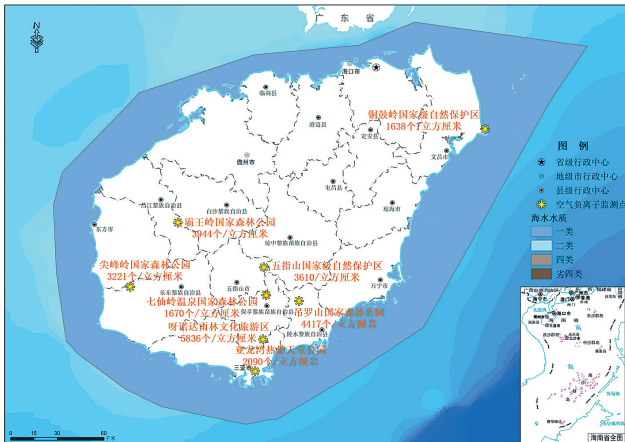 广 东 省
N
海口市
临高县
澄迈县
铜鼓岭国家级自然保护区
1638个/立方厘米
定安县
文昌市
儋州市
屯昌县
图 例
省级行政中心
地级市行政中心
县级行政中心
空气负离子监测点
海水水质
一类
二类
四类
劣四类
昌江黎族自治县
白沙黎族自治县
琼海市
霸王岭国家森林公园
3944个/立方厘米
东方市
琼中黎族苗族自治县
尖峰岭国家森林公园
3221个/立方厘米
五指山国家级自然保护区
3610/立方厘米
万宁市
乐东黎族自治县
五指山市
七仙岭温泉国家森林公园
1670个/立方厘米
保亭黎族苗族自治县
吊罗山国家森林公园
4417个/立方厘米
呀诺达雨林文化旅游区
5836个/立方厘米
陵水黎族自治县
亚龙湾热带天堂公园
2090个/立方厘米
三亚市
0 15 30 60
千米
海南省全图